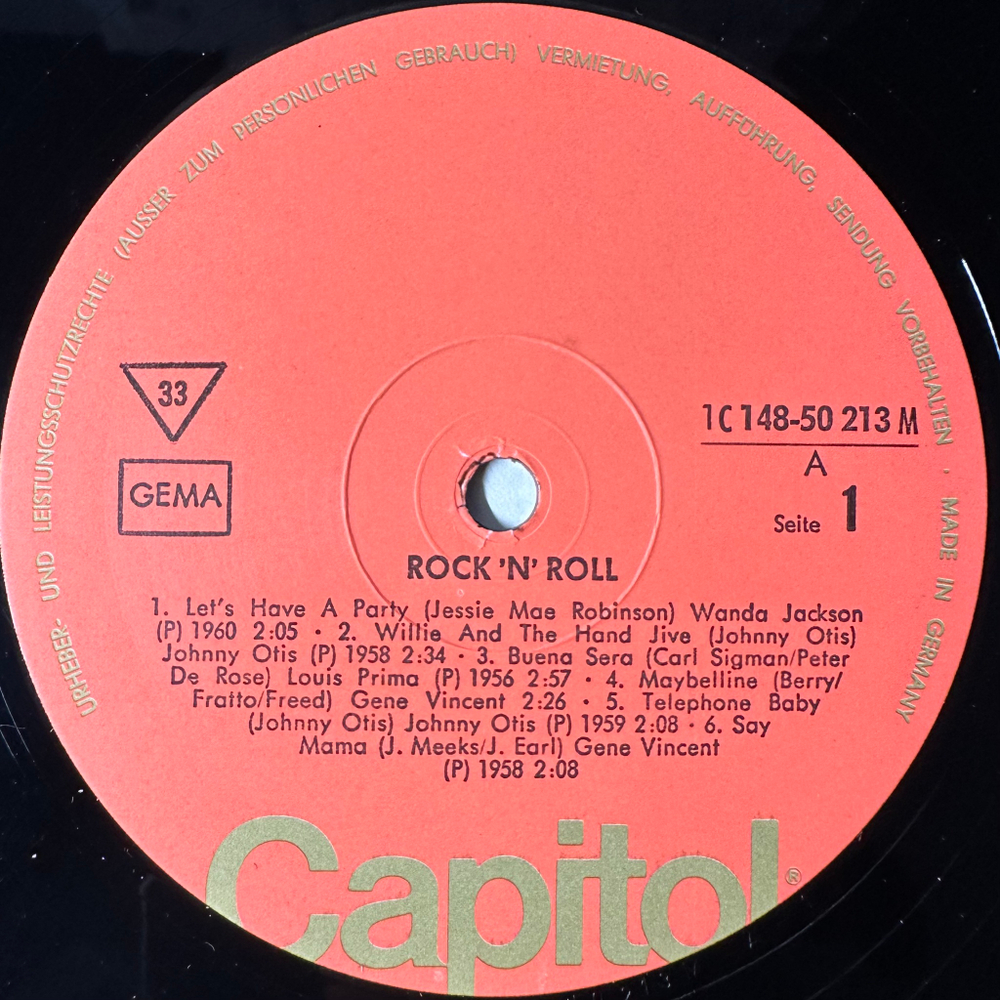 URHEBER- UND LEISTUNGSSCHUTZRECHTE (AUSSER ZUM PERSÖNLICHEN GEBRAUCH) VERMIETUNG, AUFFÜHRUNG, SENDUNG VORBEHALTEN · MADE IN GERMANY
33
GEMA
1C 148-50 213 M
A
Seite 1
ROCK 'N' ROLL
1. Let's Have A Party (Jessie Mae Robinson) Wanda Jackson
(P) 1960 2:05 · 2. Willie And The Hand Jive (Johnny Otis)
Johnny Otis (P) 1958 2:34 · 3. Buena Sera (Carl Sigman/Peter
De Rose) Louis Prima (P) 1956 2:57 · 4. Maybelline (Berry/
Fratto/Freed) Gene Vincent 2:26 · 5. Telephone Baby
(Johnny Otis) Johnny Otis (P) 1959 2:08 · 6. Say
Mama (J. Meeks/J. Earl) Gene Vincent
(P) 1958 2:08
Capitol®